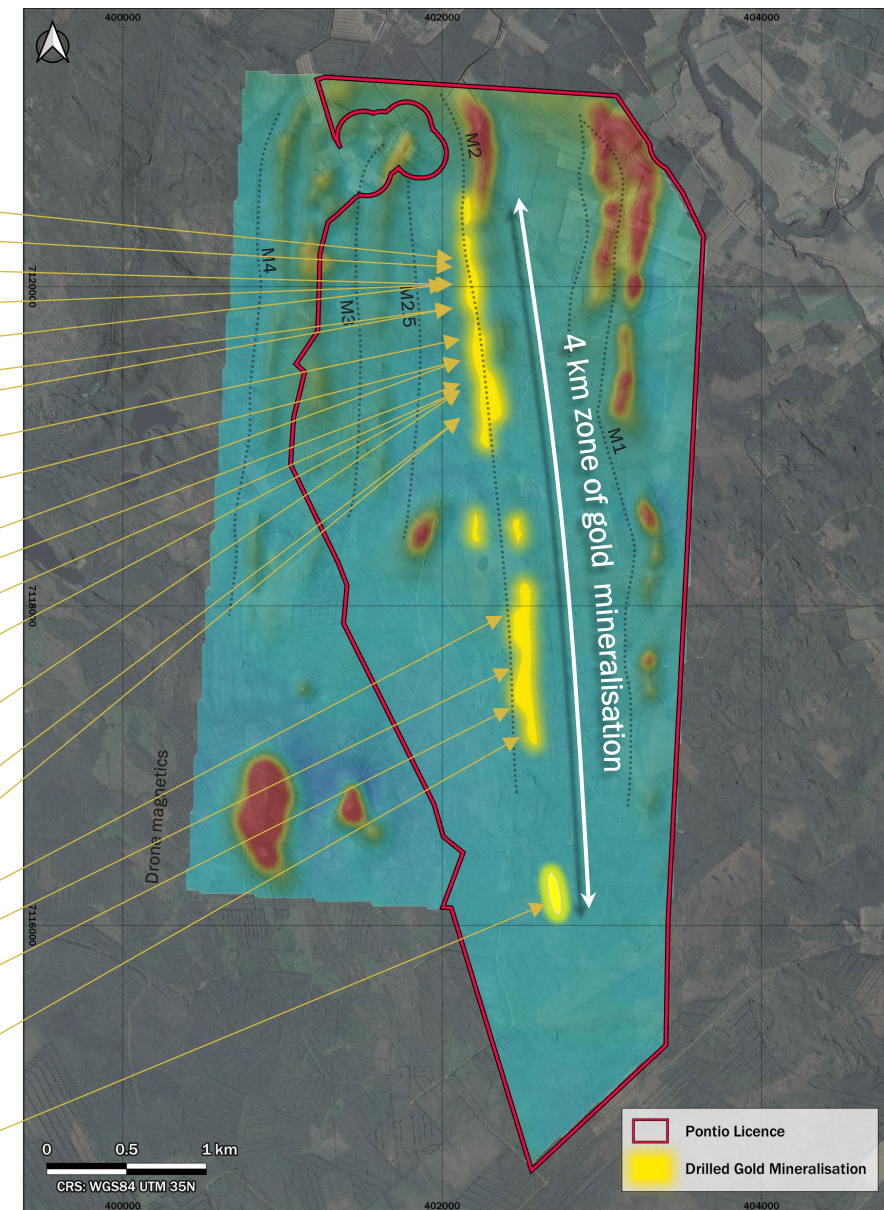 400000
402000
404000
M2
M4
M3
M2.5
7120000
4 km zone of gold mineralisation
M1
7118000
Drone magnetics
7116000
0 0.5 1 km
CRS: WGS84 UTM 35N
Pontio Licence
Drilled Gold Mineralisation
400000
402000
404000